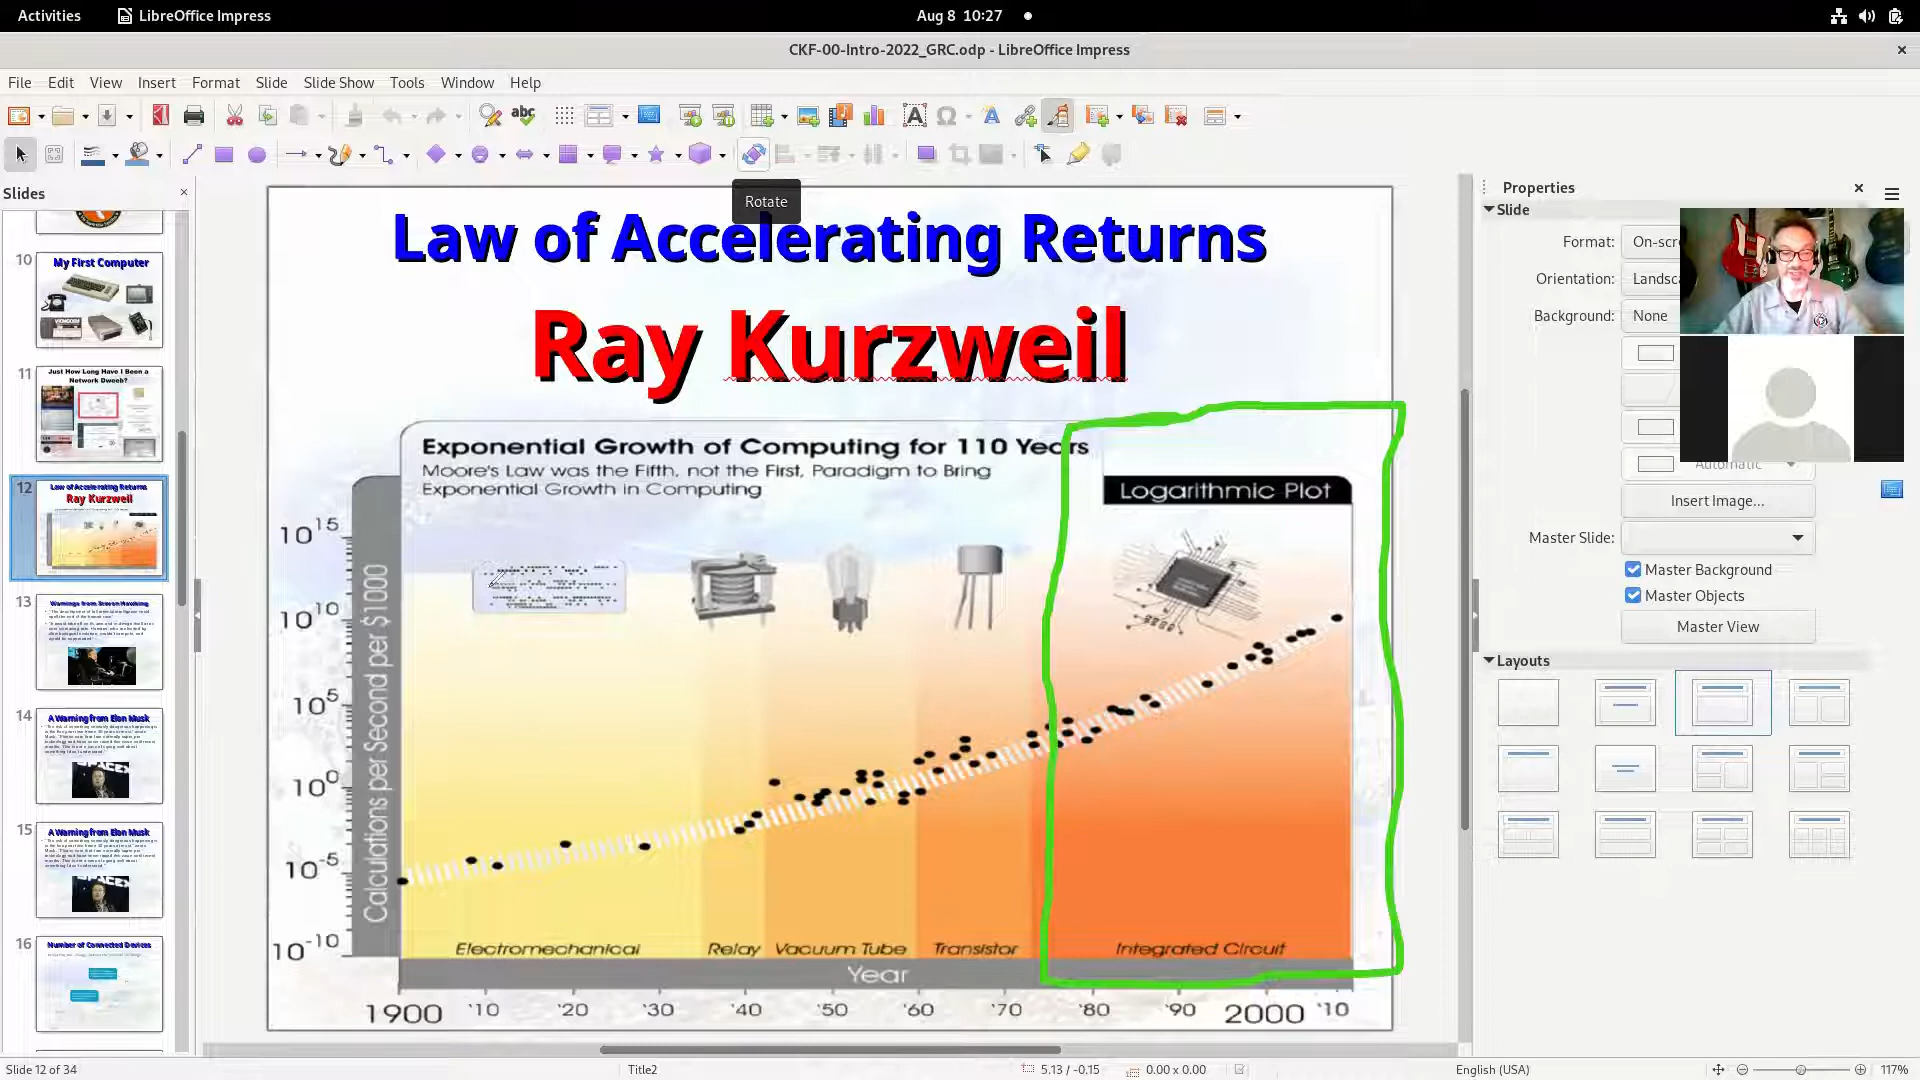 Activities
LibreOffice Impress
Aug 8 10:27
CKF-00-Intro-2022_GRC.odp - LibreOffice Impress
File Edit View Insert Format Slide Slide Show Tools Window Help
Slides
Rotate
10
My First Computer
11
Just How Long Have I Been a
Network Dweeb?
12
Law of Accelerating Returns
Ray Kurzweil
13
Warnings from Steven Hawking
14
A Warning from Elon Musk
15
A Warning from Elon Musk
16
Number of Connected Devices
Law of Accelerating Returns
Ray Kurzweil
Exponential Growth of Computing for 110 Years
Moore's Law was the Fifth, not the First, Paradigm to Bring
Exponential Growth in Computing
Logarithmic Plot
Calculations per Second per $1000
10^15
10^10
10^5
10^0
10^-5
10^-10
Electromechanical Relay Vacuum Tube Transistor Integrated Circuit
Year
1900 '10 '20 '30 '40 '50 '60 '70 '80 '90 2000 '10
Properties
Slide
Format: On-scre
Orientation: Landsca
Background: None
Automatic
Insert Image...
Master Slide:
Master Background
Master Objects
Master View
Layouts
Slide 12 of 34
Title2
5.13 / -0.15
0.00 x 0.00
English (USA)
117%